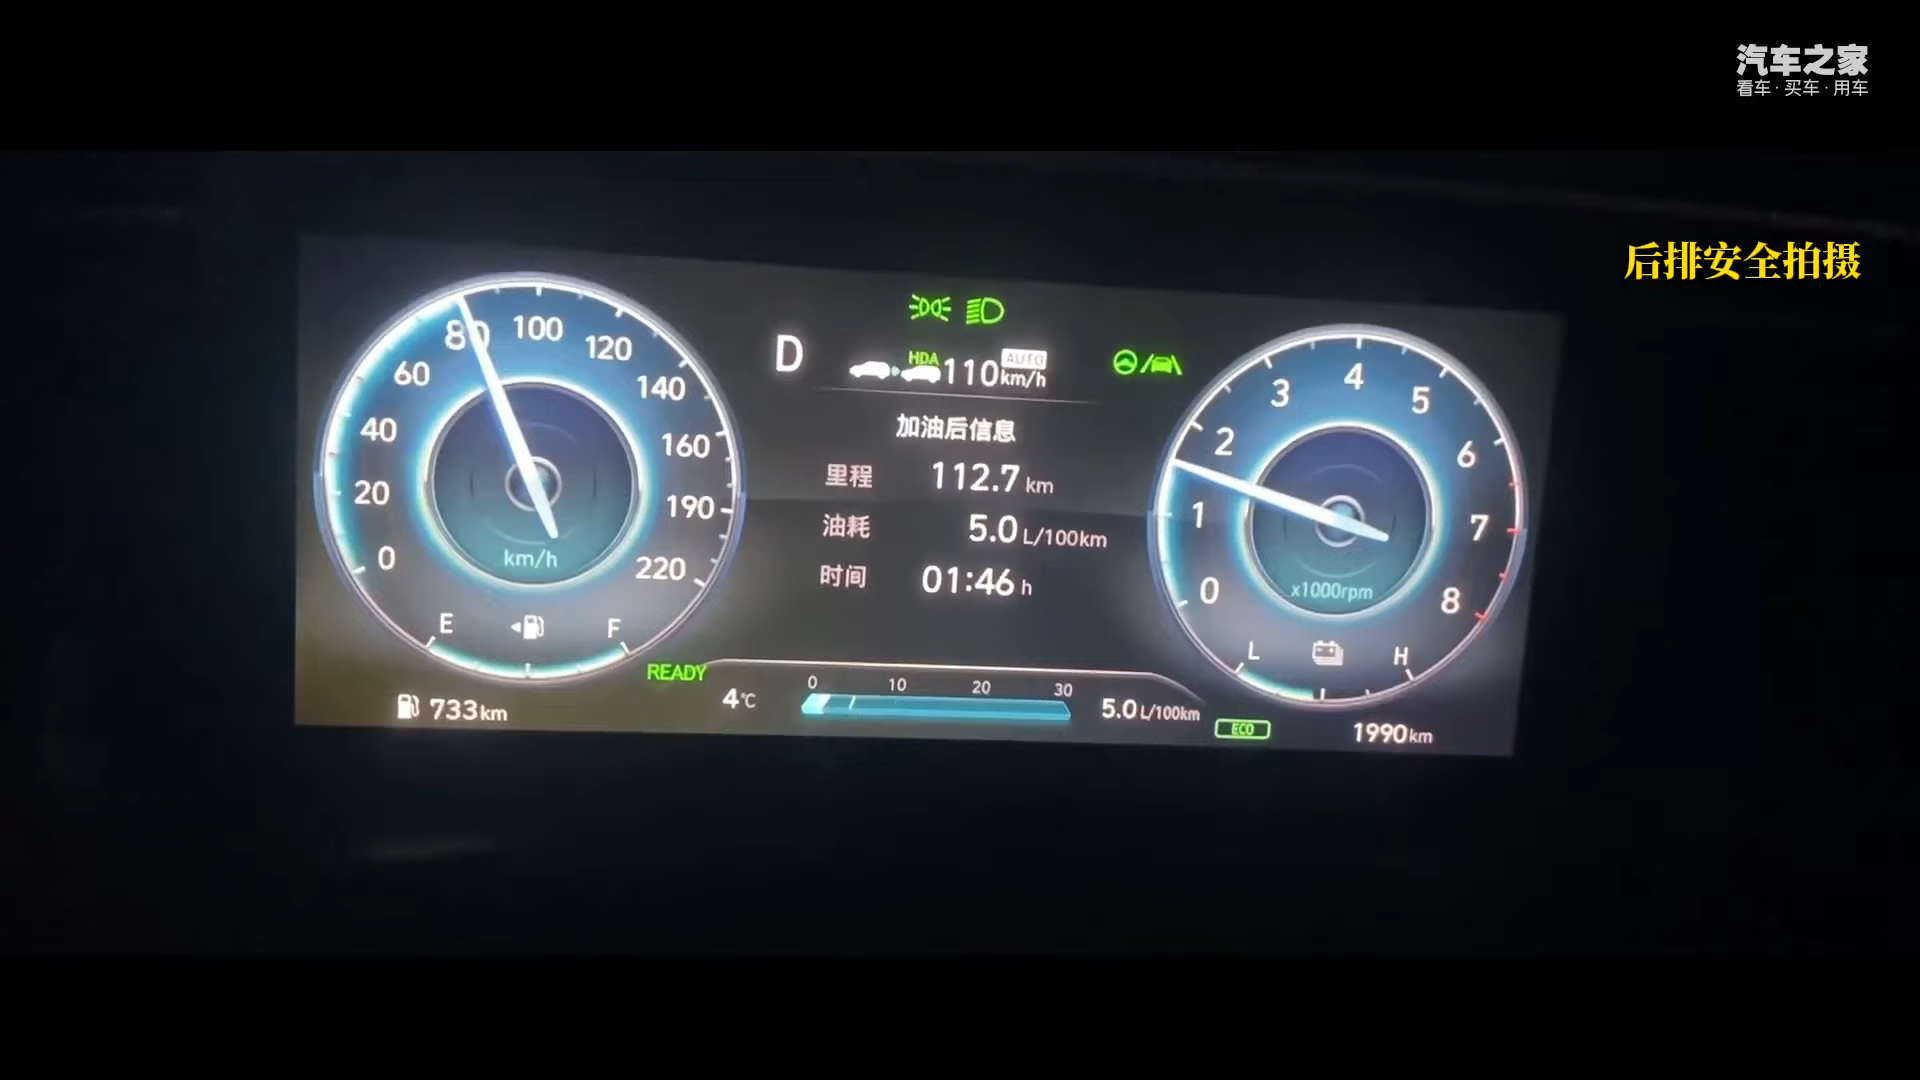 汽车之家
看车·买车·用车
后排安全拍摄
D HDA 110km/h AUTO
加油后信息
里程 112.7 km
油耗 5.0 L/100km
时间 01:46 h
0 20 40 60 80 100 120 140 160 190 220
km/h
E F
733km
READY
4°C
0 10 20 30
5.0 L/100km
ECO
0 1 2 3 4 5 6 7 8
x1000rpm
L H
1990km